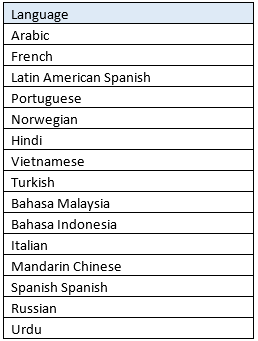 Language
Arabic
French
Latin American Spanish
Portuguese
Norwegian
Hindi
Vietnamese
Turkish
Bahasa Malaysia
Bahasa Indonesia
Italian
Mandarin Chinese
Spanish Spanish
Russian
Urdu